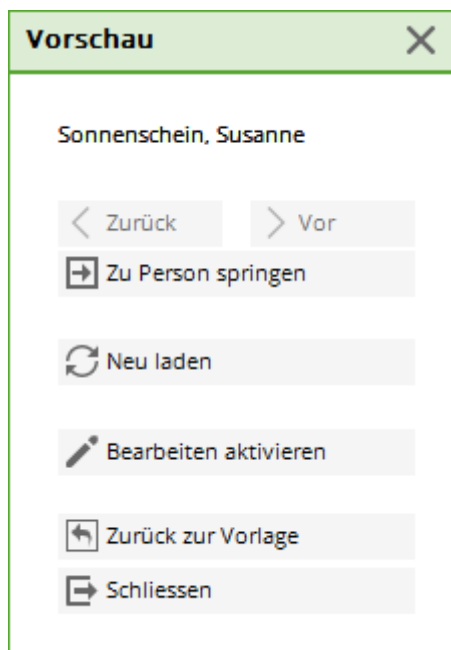 Vorschau
Sonnenschein, Susanne
Zurück Vor
Zu Person springen
Neu laden
Bearbeiten aktivieren
Zurück zur Vorlage
Schliessen